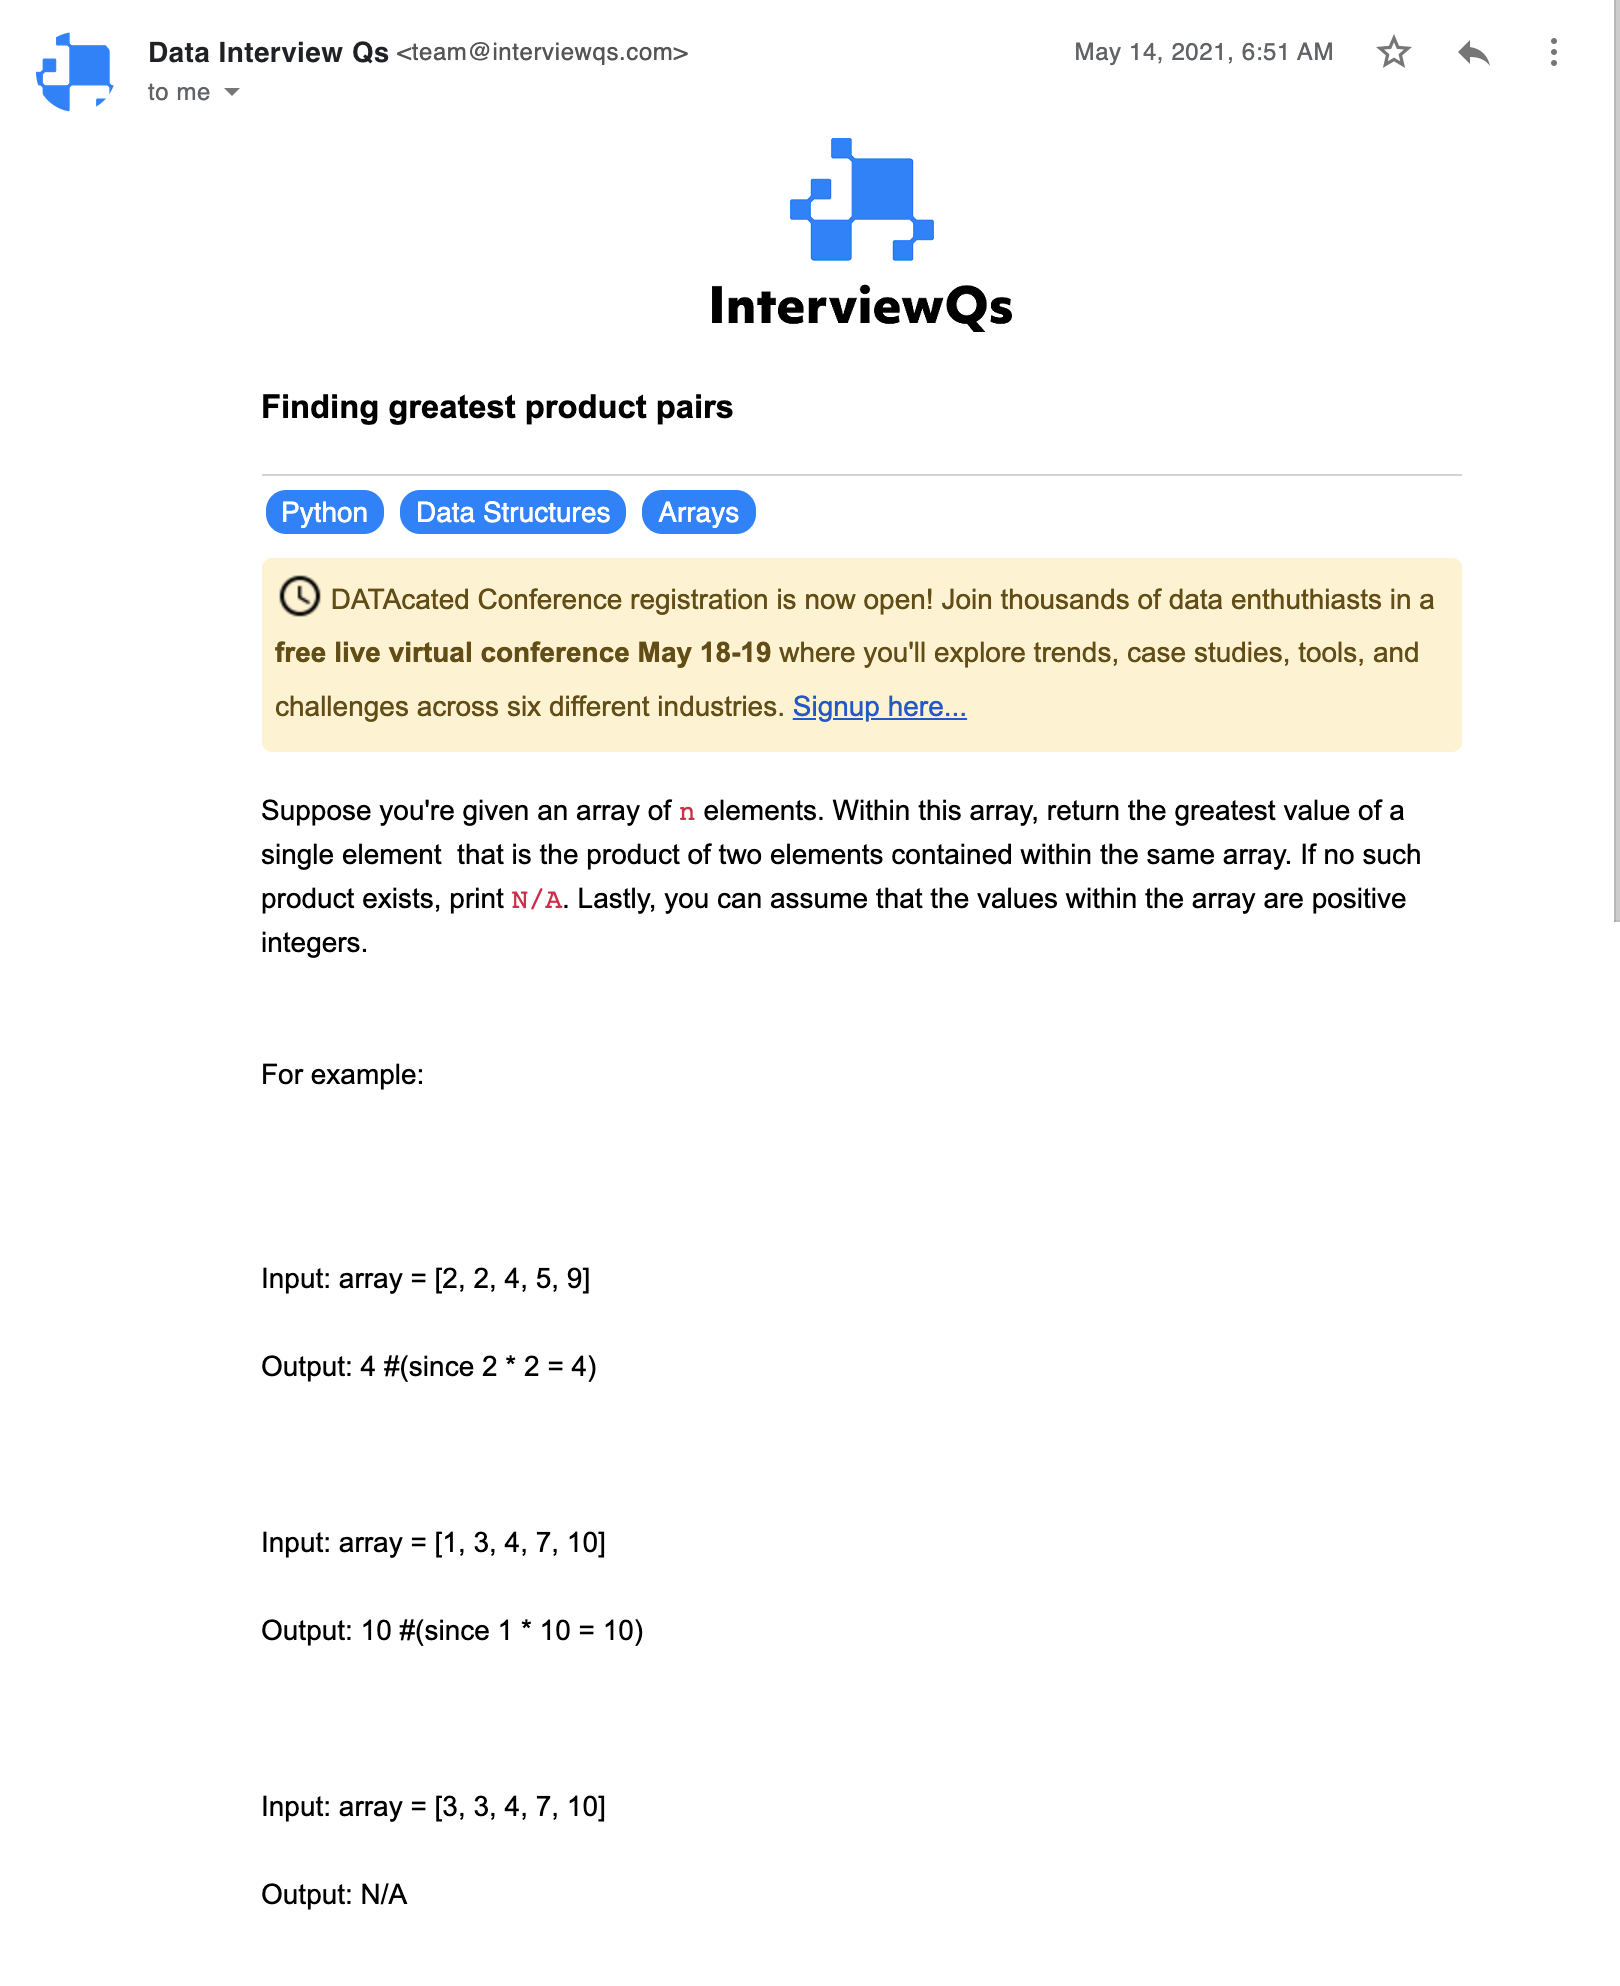 Data Interview Qs <team@interviewqs.com>
May 14, 2021, 6:51 AM
to me
InterviewQs
Finding greatest product pairs
Python Data Structures Arrays
DATAcated Conference registration is now open! Join thousands of data enthuthiasts in a
free live virtual conference May 18-19 where you'll explore trends, case studies, tools, and
challenges across six different industries. Signup here...
Suppose you're given an array of n elements. Within this array, return the greatest value of a
single element  that is the product of two elements contained within the same array. If no such
product exists, print N/A. Lastly, you can assume that the values within the array are positive
integers.
For example:
Input: array = [2, 2, 4, 5, 9]
Output: 4 #(since 2 * 2 = 4)
Input: array = [1, 3, 4, 7, 10]
Output: 10 #(since 1 * 10 = 10)
Input: array = [3, 3, 4, 7, 10]
Output: N/A